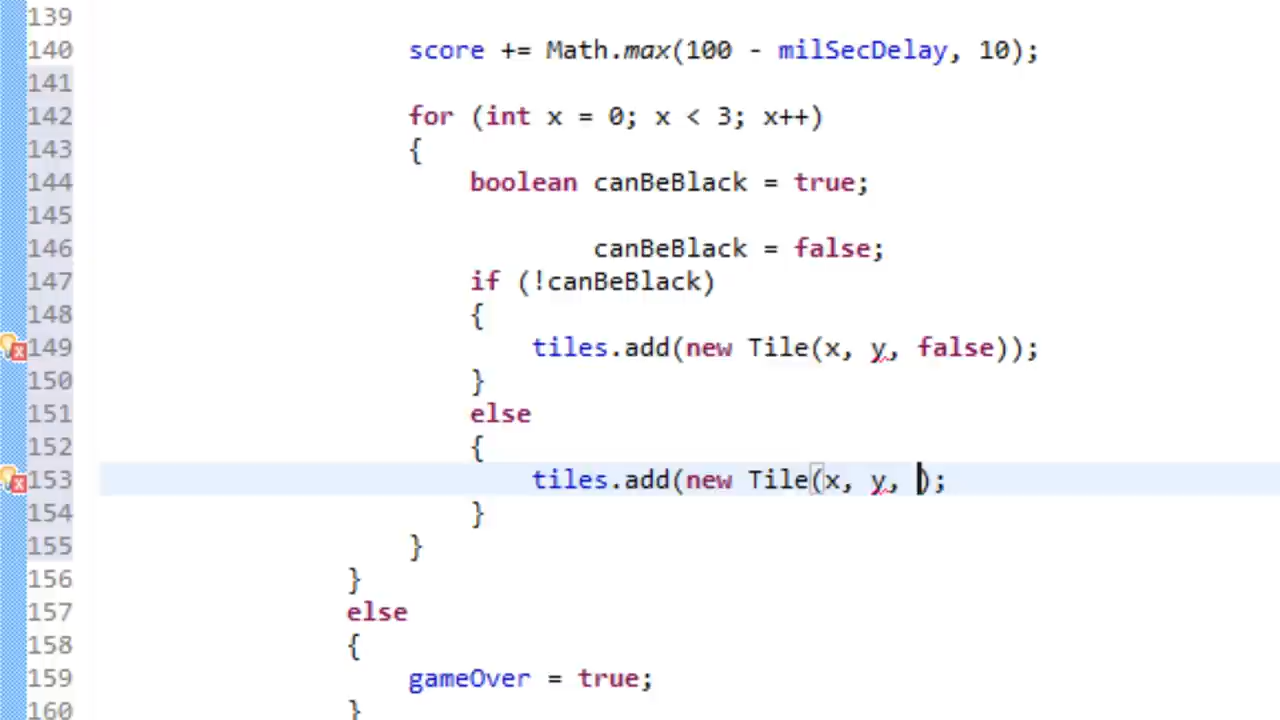 139
140 score += Math.max(100 - milSecDelay, 10);
141
142 for (int x = 0; x < 3; x++)
143 {
144 boolean canBeBlack = true;
145
146 canBeBlack = false;
147 if (!canBeBlack)
148 {
149 tiles.add(new Tile(x, y, false));
150 }
151 else
152 {
153 tiles.add(new Tile(x, y, );
154 }
155 }
156 }
157 else
158 {
159 gameOver = true;
160 }